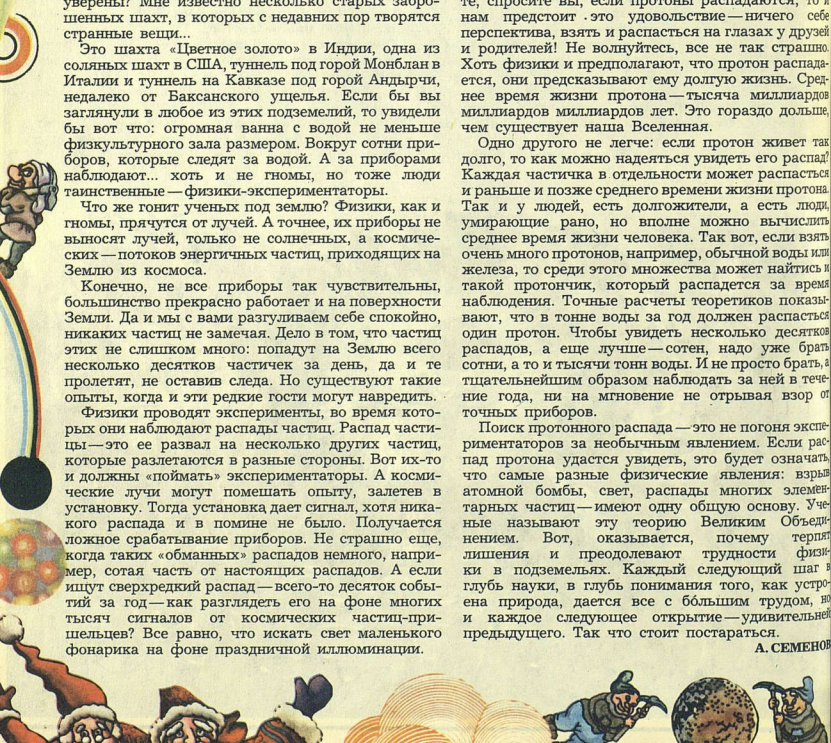 уверены? Мне известно несколько старых забро-
шенных шахт, в которых с недавних пор творятся
странные вещи...
Это шахта «Цветное золото» в Индии, одна из
соляных шахт в США, туннель под горой Монблан в
Италии и туннель на Кавказе под горой Андырчи,
недалеко от Баксанского ущелья. Если бы вы
заглянули в любое из этих подземелий, то увидели
бы вот что: огромная ванна с водой не меньше
физкультурного зала размером. Вокруг сотни при-
боров, которые следят за водой. А за приборами
наблюдают... хоть и не гномы, но тоже люди
таинственные—физики-экспериментаторы.
Что же гонит ученых под землю? Физики, как и
гномы, прячутся от лучей. А точнее, их приборы не
выносят лучей, только не солнечных, а космиче-
ских—потоков энергичных частиц, приходящих на
Землю из космоса.
Конечно, не все приборы так чувствительны,
большинство прекрасно работает и на поверхности
Земли. Да и мы с вами разгуливаем себе спокойно,
никаких частиц не замечая. Дело в том, что частиц
этих не слишком много: попадут на Землю всего
несколько десятков частичек за день, да и те
пролетят, не оставив следа. Но существуют такие
опыты, когда и эти редкие гости могут навредить.
Физики проводят эксперименты, во время кото-
рых они наблюдают распады частиц. Распад части-
цы—это ее развал на несколько других частиц,
которые разлетаются в разные стороны. Вот их-то
и должны «поймать» экспериментаторы. А косми-
ческие лучи могут помешать опыту, залетев в
установку. Тогда установка дает сигнал, хотя ника-
кого распада и в помине не было. Получается
ложное срабатывание приборов. Не страшно еще,
когда таких «обманных» распадов немного, напри-
мер, сотая часть от настоящих распадов. А если
ищут сверхредкий распад—всего-то десяток собы-
тий за год—как разглядеть его на фоне многих
тысяч сигналов от космических частиц-при-
шельцев? Все равно, что искать свет маленького
фонарика на фоне праздничной иллюминации.
те, спросите вы, если протоны распадаются, то и
нам предстоит это удовольствие—ничего себе
перспектива, взять и распасться на глазах у друзей
и родителей! Не волнуйтесь, все не так страшно.
Хоть физики и предполагают, что протон распада-
ется, они предсказывают ему долгую жизнь. Сред-
нее время жизни протона—тысяча миллиардов
миллиардов миллиардов лет. Это гораздо дольше,
чем существует наша Вселенная.
Одно другого не легче: если протон живет так
долго, то как можно надеяться увидеть его распад?
Каждая частичка в отдельности может распасться
и раньше и позже среднего времени жизни протона.
Так и у людей, есть долгожители, а есть люди,
умирающие рано, но вполне можно вычислить
среднее время жизни человека. Так вот, если взять
очень много протонов, например, обычной воды или
железа, то среди этого множества может найтись и
такой протончик, который распадется за время
наблюдения. Точные расчеты теоретиков показы-
вают, что в тонне воды за год должен распасться
один протон. Чтобы увидеть несколько десятков
распадов, а еще лучше—сотен, надо уже брать
сотни, а то и тысячи тонн воды. И не просто брать, а
тщательнейшим образом наблюдать за ней в тече-
ние года, ни на мгновение не отрывая взор от
точных приборов.
Поиск протонного распада—это не погоня экспе-
риментаторов за необычным явлением. Если рас-
пад протона удастся увидеть, это будет означать,
что самые разные физические явления: взрыв
атомной бомбы, свет, распады многих элемен-
тарных частиц—имеют одну общую основу. Уче-
ные называют эту теорию Великим Объеди-
нением. Вот, оказывается, почему терпят
лишения и преодолевают трудности физи-
ки в подземельях. Каждый следующий шаг в
глубь науки, в глубь понимания того, как устро-
ена природа, дается все с бо́льшим трудом, но
и каждое следующее открытие—удивительней
предыдущего. Так что стоит постараться.
А. СЕМЕНОВ